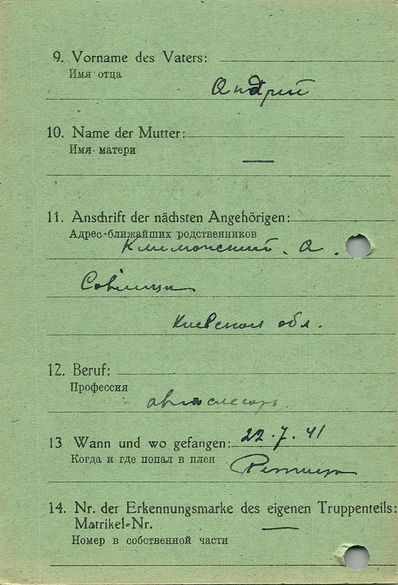 9. Vorname des Vaters:
Имя отца
Андрий
10. Name der Mutter:
Имя матери
—
11. Anschrift der nächsten Angehörigen:
Адрес ближайших родственников
А.
Киевской обл.
12. Beruf:
Профессия
автослесарь
13 Wann und wo gefangen: 22.7.41
Когда и где попал в плен
14. Nr. der Erkennungsmarke des eigenen Truppenteils:
Matrikel-Nr. —
Номер в собственной части